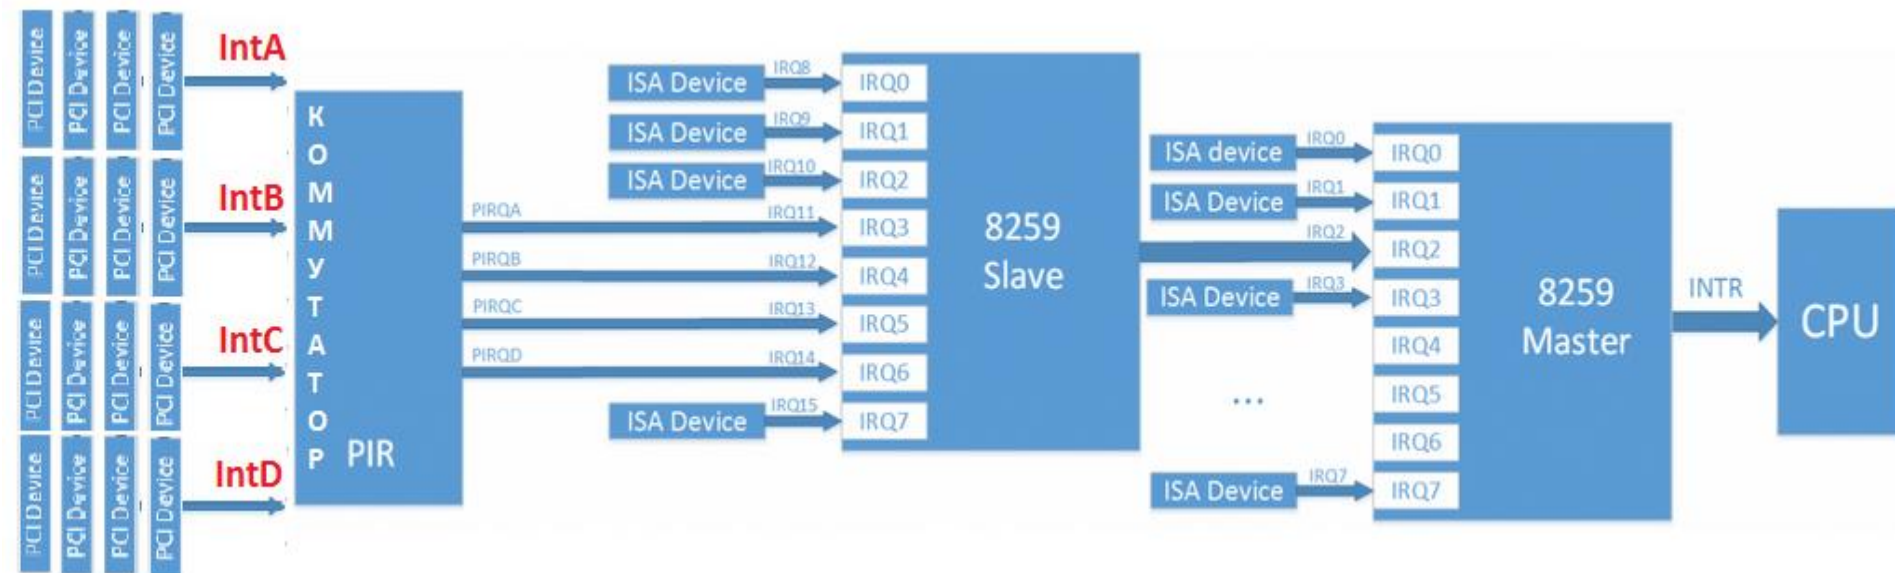 PCI Device
PCI Device
PCI Device
PCI Device
IntA
PCI Device
PCI Device
PCI Device
PCI Device
IntB
PCI Device
PCI Device
PCI Device
PCI Device
IntC
PCI Device
PCI Device
PCI Device
PCI Device
IntD
КОММУТАТОР
PIR
PIRQA
PIRQB
PIRQC
PIRQD
ISA Device
IRQ8
ISA Device
IRQ9
ISA Device
IRQ10
IRQ11
IRQ12
IRQ13
IRQ14
ISA Device
IRQ15
IRQ0
IRQ1
IRQ2
IRQ3
IRQ4
IRQ5
IRQ6
IRQ7
8259
Slave
ISA device
IRQ0
ISA Device
IRQ1
IRQ2
ISA Device
IRQ3
...
ISA Device
IRQ7
IRQ0
IRQ1
IRQ2
IRQ3
IRQ4
IRQ5
IRQ6
IRQ7
8259
Master
INTR
CPU